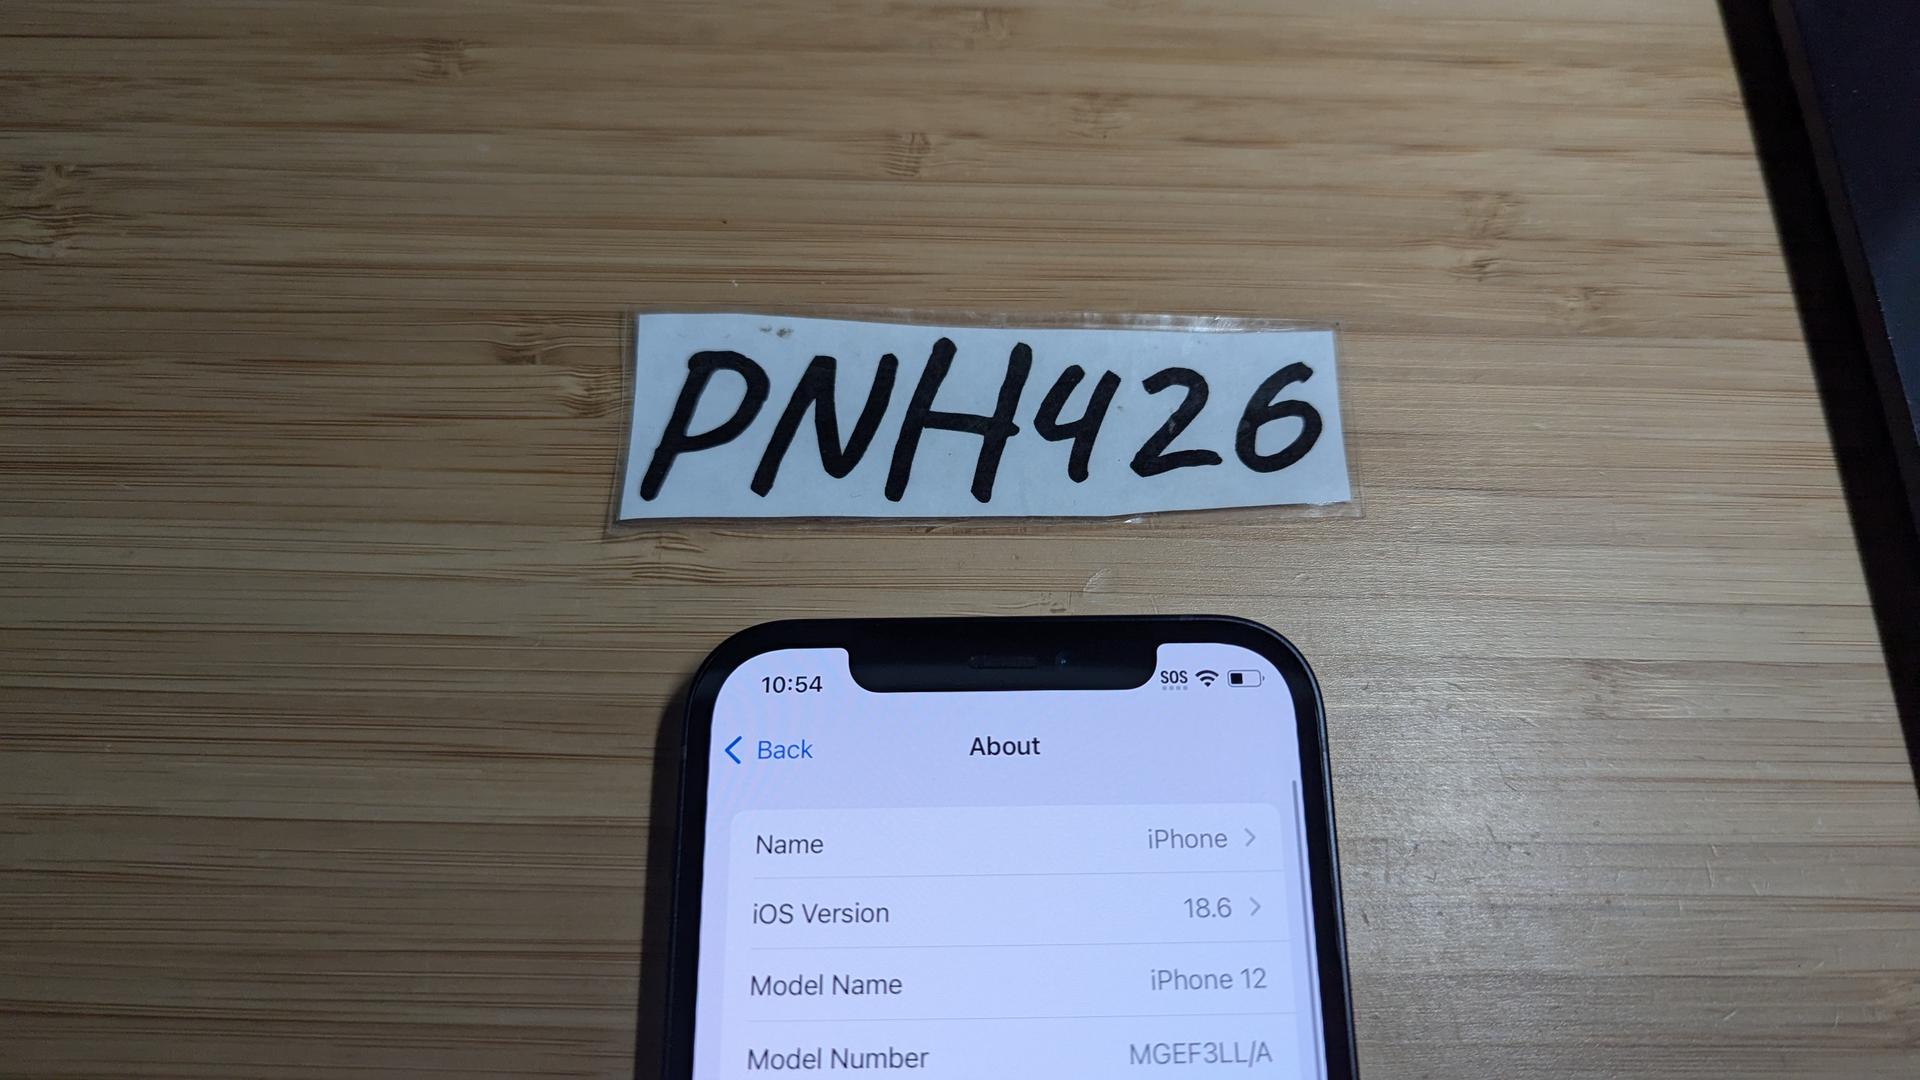 PNH426
10:54 SOS
Back About
Name iPhone
iOS Version 18.6
Model Name iPhone 12
Model Number MGEF3LL/A